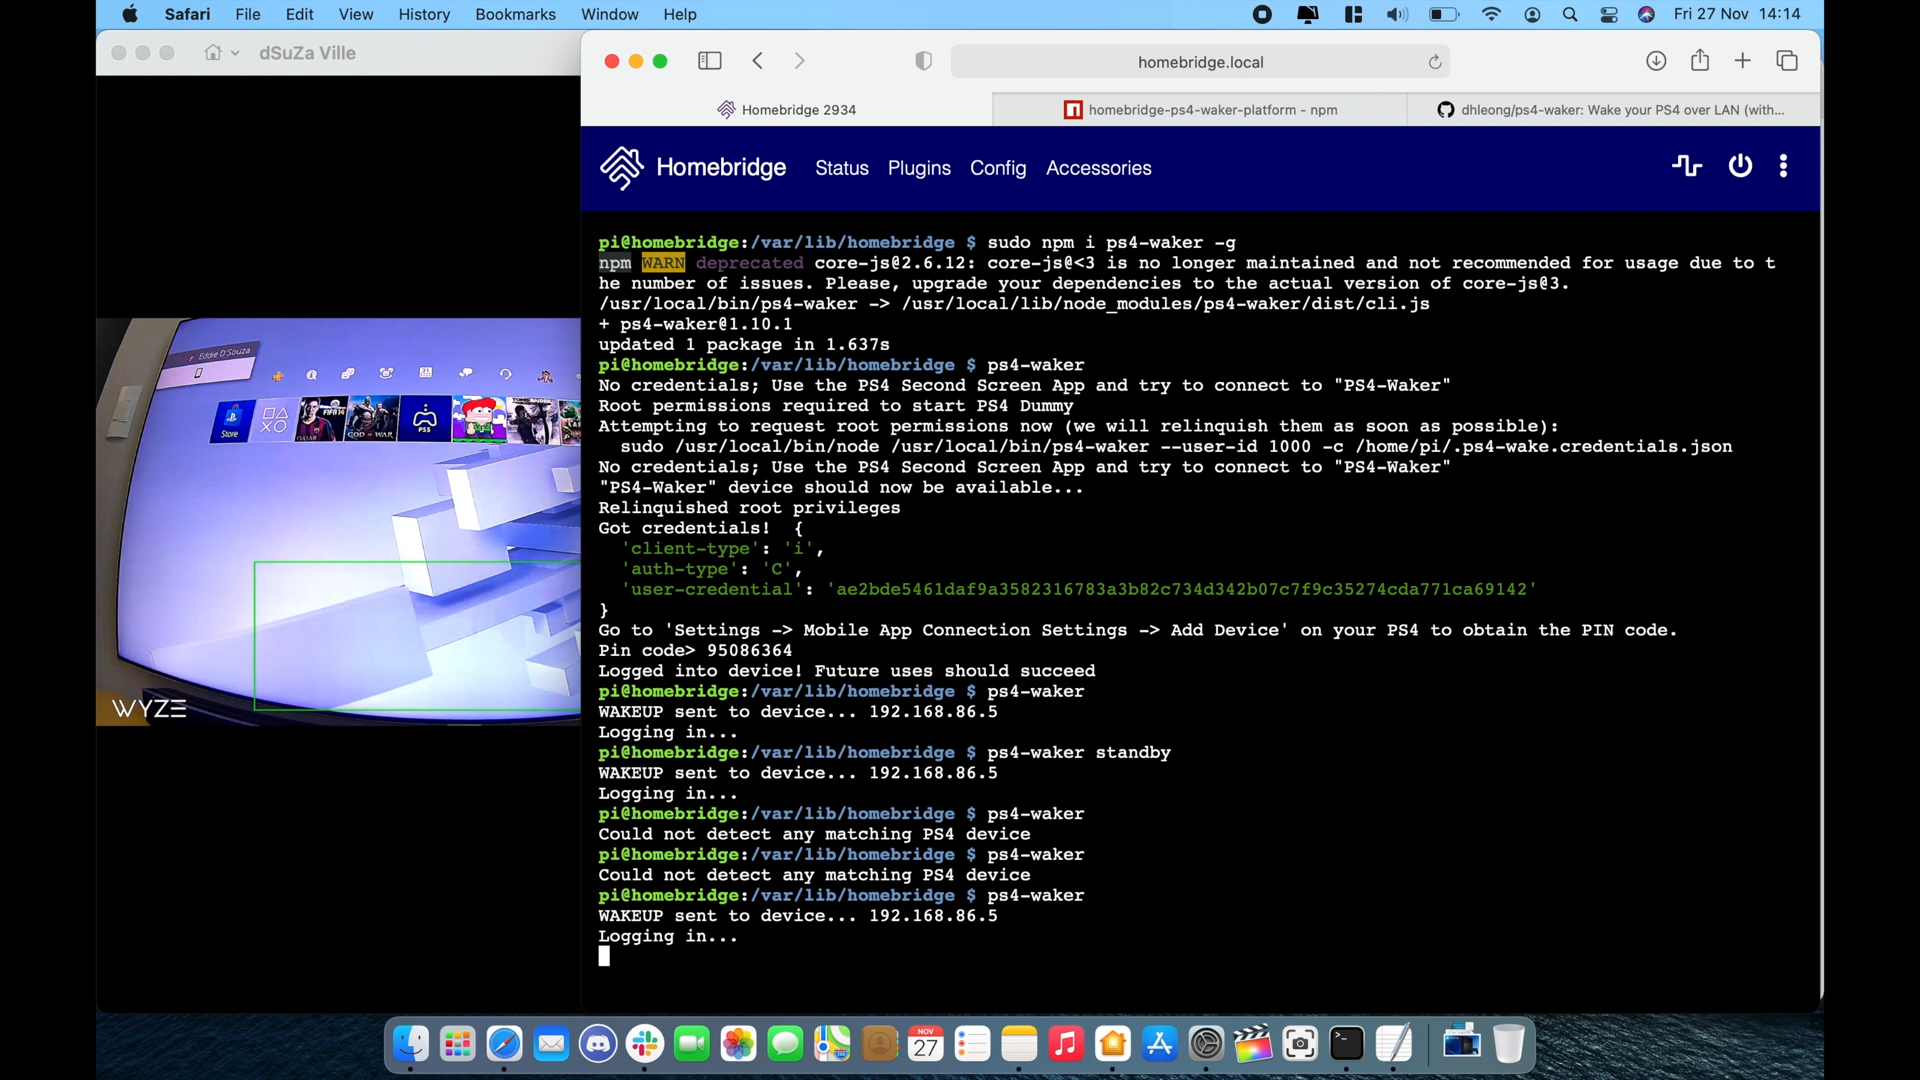 Safari File Edit View History Bookmarks Window Help Fri 27 Nov 14:14
dSuZa Ville
homebridge.local
Homebridge 2934
homebridge-ps4-waker-platform - npm
dhleong/ps4-waker: Wake your PS4 over LAN (with...
Homebridge Status Plugins Config Accessories
pi@homebridge:/var/lib/homebridge $ sudo npm i ps4-waker -g
npm WARN deprecated core-js@2.6.12: core-js@<3 is no longer maintained and not recommended for usage due to t
he number of issues. Please, upgrade your dependencies to the actual version of core-js@3.
/usr/local/bin/ps4-waker -> /usr/local/lib/node_modules/ps4-waker/dist/cli.js
+ ps4-waker@1.10.1
updated 1 package in 1.637s
pi@homebridge:/var/lib/homebridge $ ps4-waker
No credentials; Use the PS4 Second Screen App and try to connect to "PS4-Waker"
Root permissions required to start PS4 Dummy
Attempting to request root permissions now (we will relinquish them as soon as possible):
sudo /usr/local/bin/node /usr/local/bin/ps4-waker --user-id 1000 -c /home/pi/.ps4-wake.credentials.json
No credentials; Use the PS4 Second Screen App and try to connect to "PS4-Waker"
"PS4-Waker" device should now be available...
Relinquished root privileges
Got credentials! {
'client-type': 'i',
'auth-type': 'C',
'user-credential': 'ae2bde5461daf9a3582316783a3b82c734d342b07c7f9c35274cda771ca69142'
}
Go to 'Settings -> Mobile App Connection Settings -> Add Device' on your PS4 to obtain the PIN code.
Pin code> 95086364
Logged into device! Future uses should succeed
pi@homebridge:/var/lib/homebridge $ ps4-waker
WAKEUP sent to device... 192.168.86.5
Logging in...
pi@homebridge:/var/lib/homebridge $ ps4-waker standby
WAKEUP sent to device... 192.168.86.5
Logging in...
pi@homebridge:/var/lib/homebridge $ ps4-waker
Could not detect any matching PS4 device
pi@homebridge:/var/lib/homebridge $ ps4-waker
Could not detect any matching PS4 device
pi@homebridge:/var/lib/homebridge $ ps4-waker
WAKEUP sent to device... 192.168.86.5
Logging in...
Eddie D'Souza
Store
FIFA 14
GOD OF WAR
PS5
WYZE
NOV
27